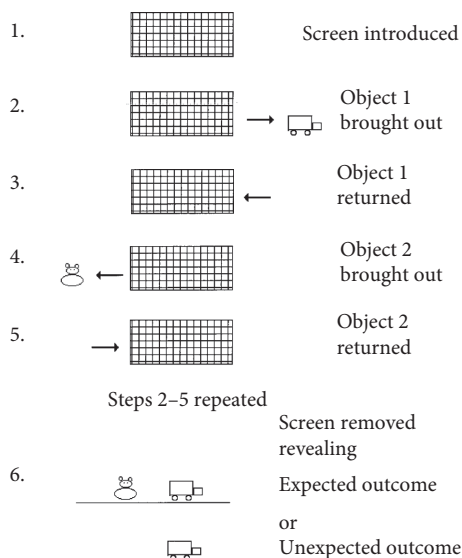 1. Screen introduced
2. Object 1
brought out
3. Object 1
returned
4. Object 2
brought out
5. Object 2
returned
Steps 2–5 repeated
Screen removed
revealing
6. Expected outcome
or
Unexpected outcome